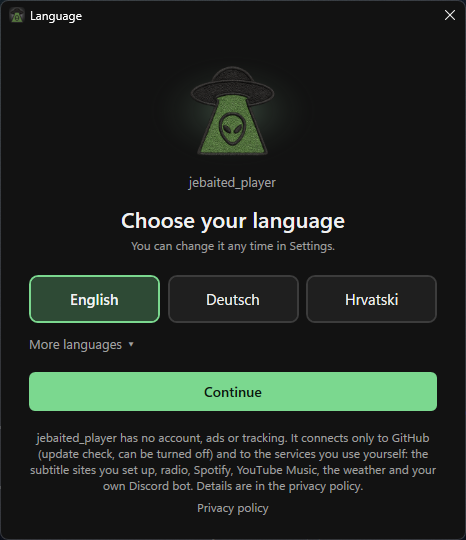 Language
jebaited_player
Choose your language
You can change it any time in Settings.
English
Deutsch
Hrvatski
More languages
Continue
jebaited_player has no account, ads or tracking. It connects only to GitHub
(update check, can be turned off) and to the services you use yourself: the
subtitle sites you set up, radio, Spotify, YouTube Music, the weather and your
own Discord bot. Details are in the privacy policy.
Privacy policy